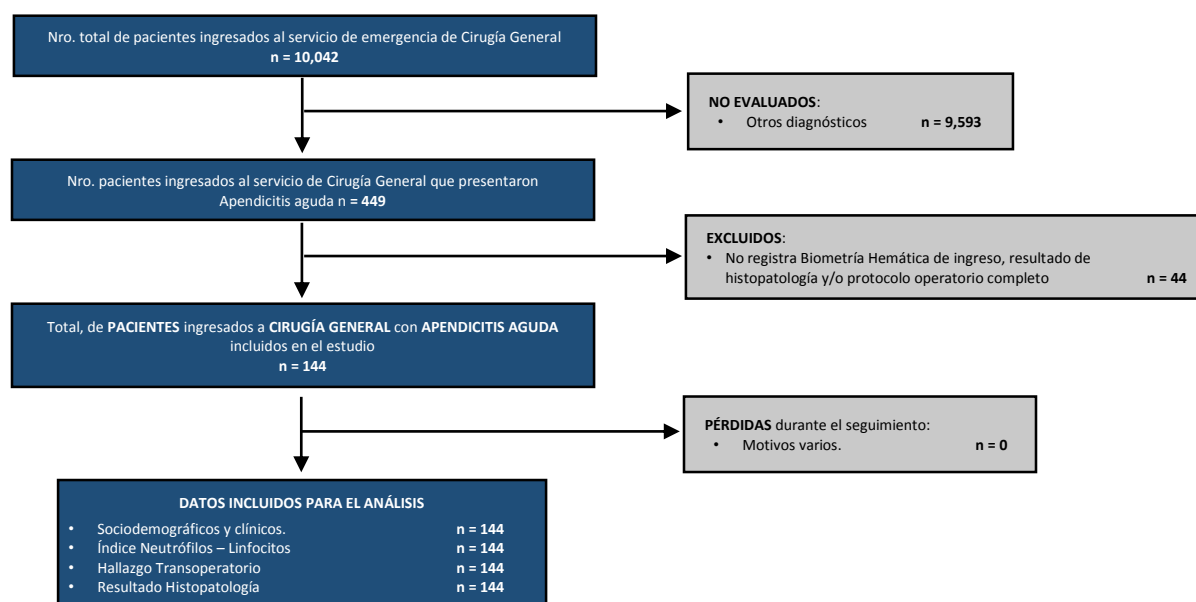 Nro. total de pacientes ingresados al servicio de emergencia de Cirugía General
n = 10,042
NO EVALUADOS:
• Otros diagnósticos n = 9,593
Nro. pacientes ingresados al servicio de Cirugía General que presentaron
Apendicitis aguda n = 449
EXCLUIDOS:
• No registra Biometría Hemática de ingreso, resultado de
histopatología y/o protocolo operatorio completo n = 44
Total, de PACIENTES ingresados a CIRUGÍA GENERAL con APENDICITIS AGUDA
incluidos en el estudio
n = 144
PÉRDIDAS durante el seguimiento:
• Motivos varios. n = 0
DATOS INCLUIDOS PARA EL ANÁLISIS
• Sociodemográficos y clínicos. n = 144
• Índice Neutrófilos – Linfocitos n = 144
• Hallazgo Transoperatorio n = 144
• Resultado Histopatología n = 144